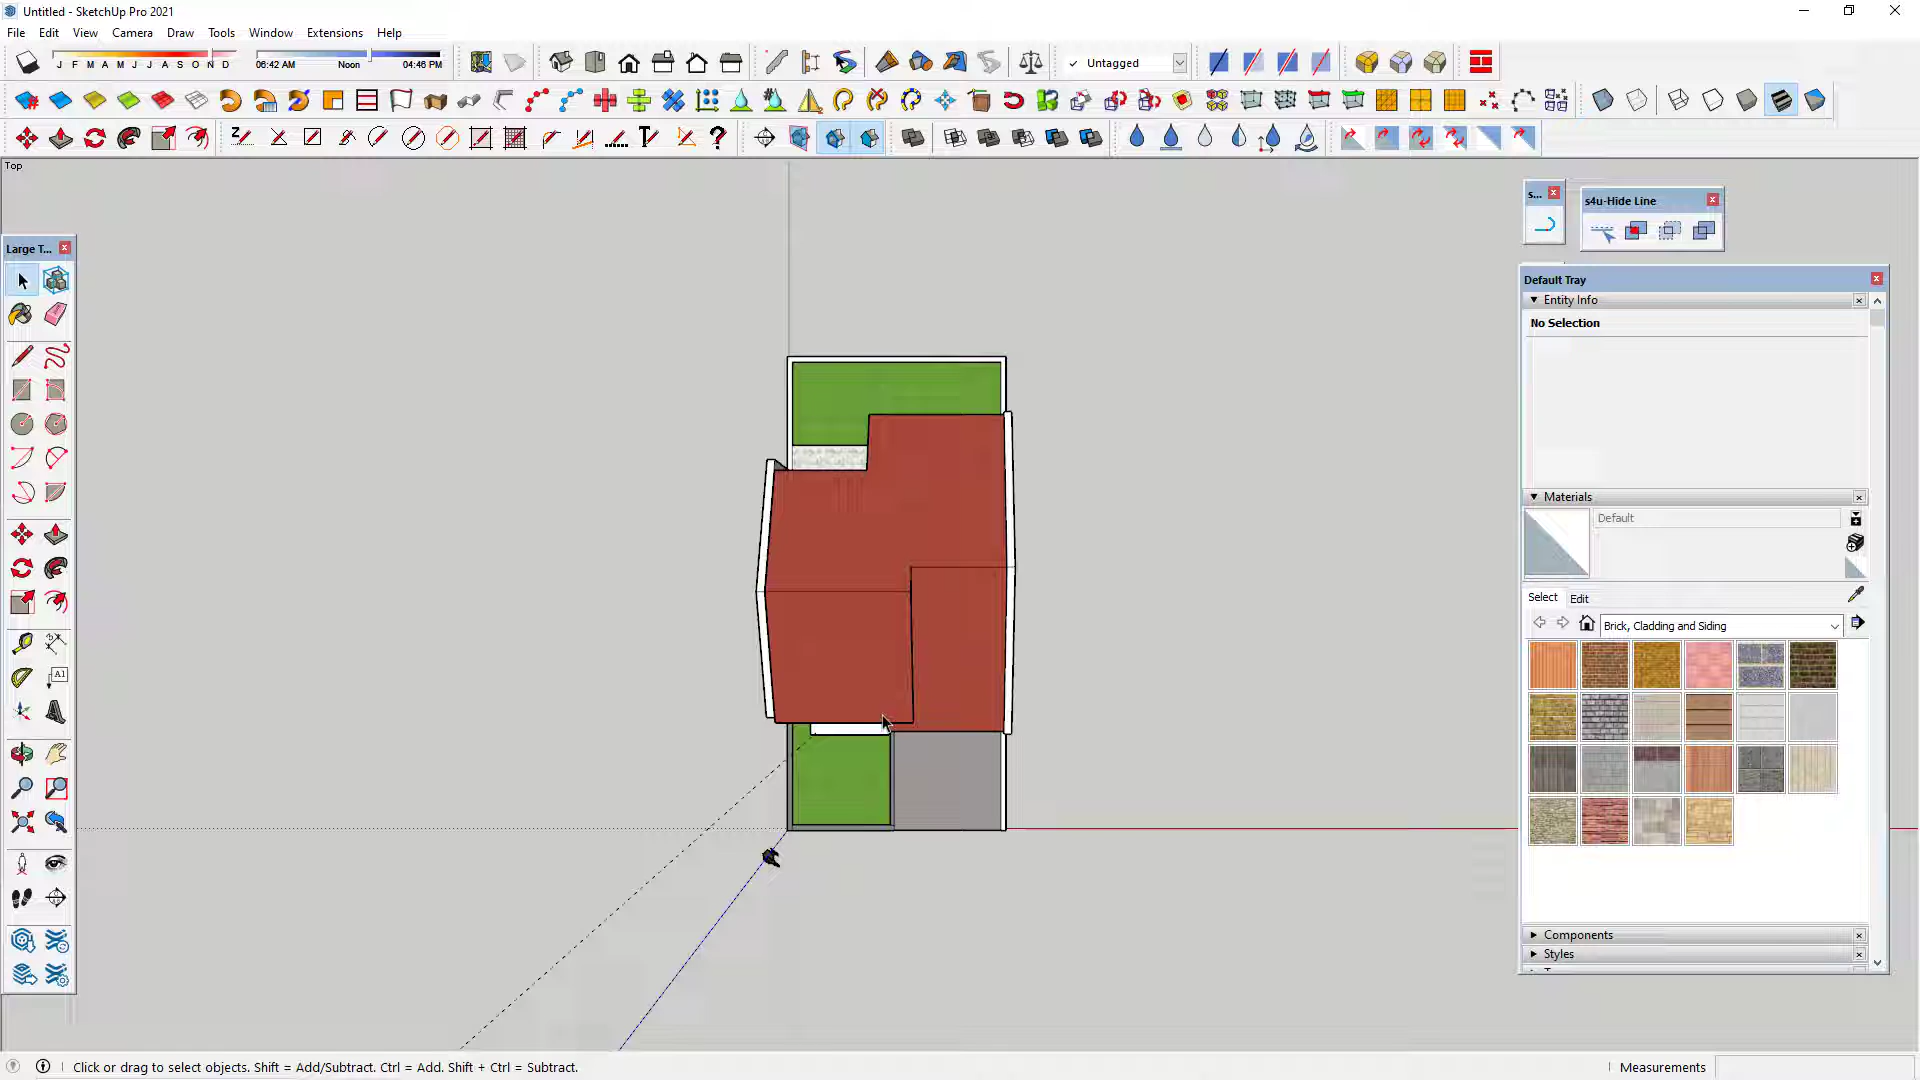 Untitled - SketchUp Pro 2021
File Edit View Camera Draw Tools Window Extensions Help
J F M A M J J A S O N D
06:42 AM Noon 04:46 PM
✓ Untagged
Top
s...
s4u-Hide Line
Large T...
Default Tray
Entity Info
No Selection
Materials
Default
Select Edit
Brick, Cladding and Siding
A1
Components
Styles
Click or drag to select objects. Shift = Add/Subtract. Ctrl = Add. Shift + Ctrl = Subtract.
Measurements